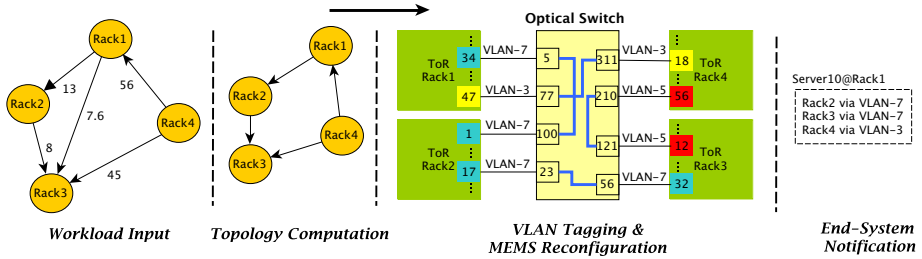 Rack1
13
56
Rack2
7.6
Rack4
8
45
Rack3
Workload Input
Rack1
Rack2
Rack4
Rack3
Topology Computation
Optical Switch
ToR
Rack1
34
VLAN-7
5
47
VLAN-3
77
ToR
Rack2
1
VLAN-7
100
17
VLAN-7
23
311
VLAN-3
18
210
VLAN-5
56
ToR
Rack4
121
VLAN-5
12
56
VLAN-7
32
ToR
Rack3
VLAN Tagging &
MEMS Reconfiguration
Server10@Rack1
Rack2 via VLAN-7
Rack3 via VLAN-7
Rack4 via VLAN-3
End-System
Notification